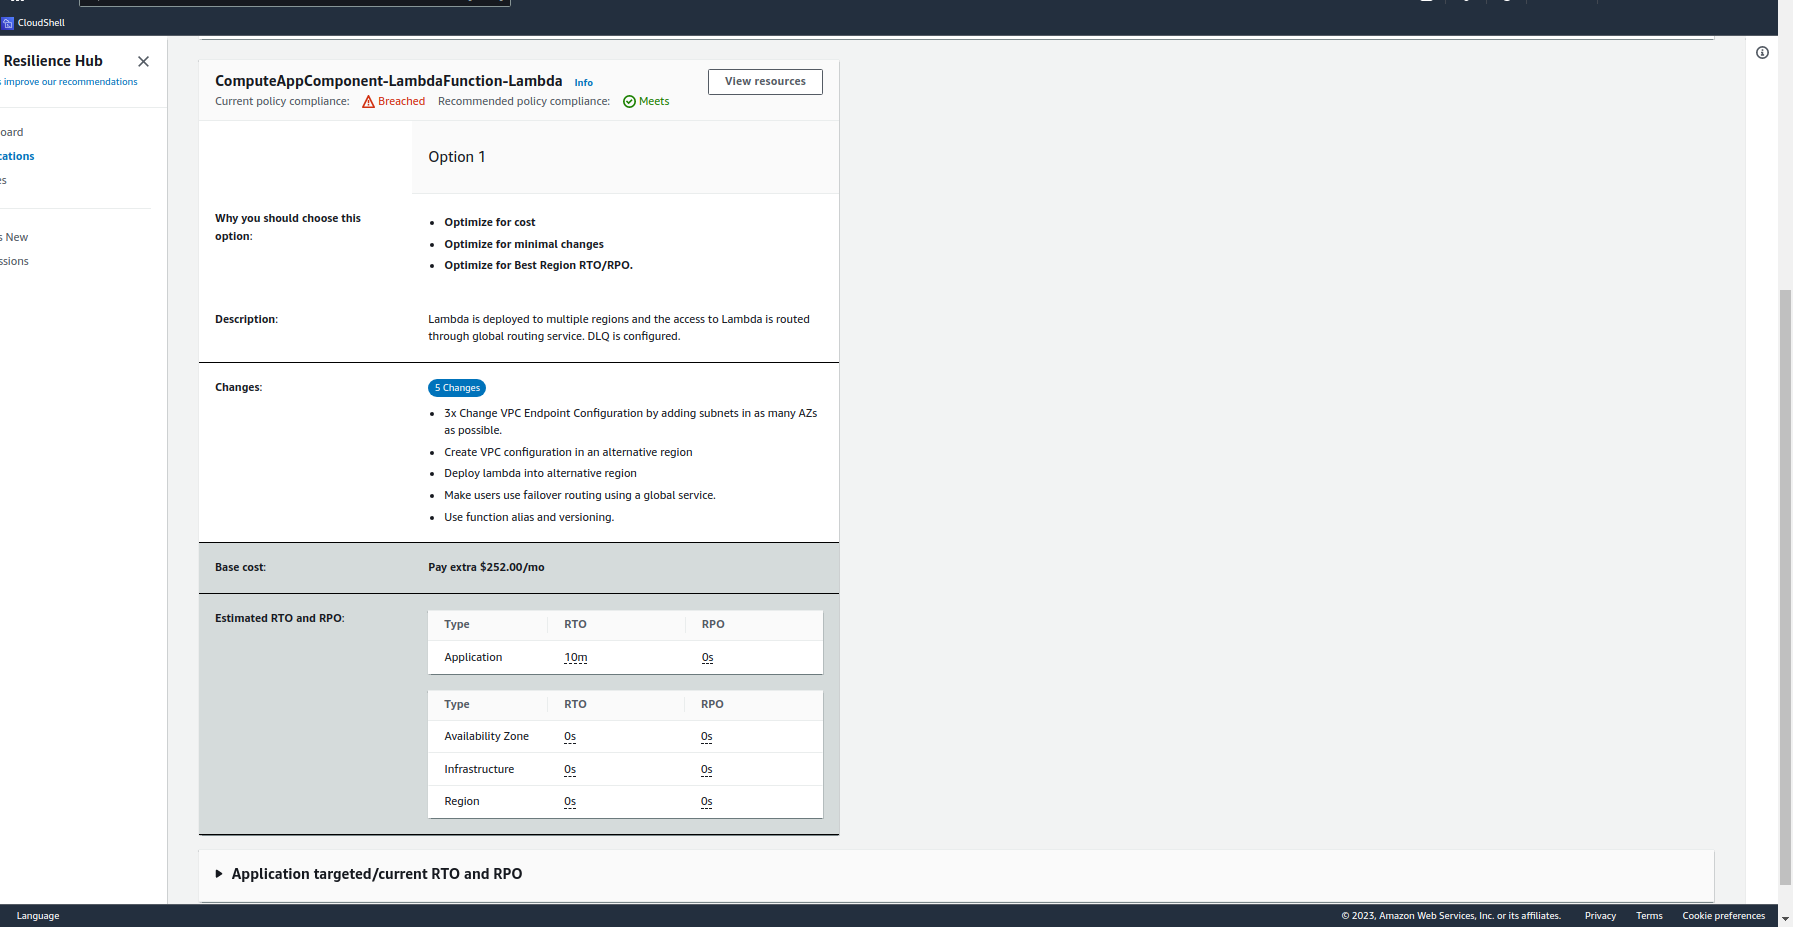 CloudShell
Resilience Hub
improve our recommendations
oard
cations
es
s New
ssions
ComputeAppComponent-LambdaFunction-Lambda Info
View resources
Current policy compliance: Breached Recommended policy compliance: Meets
Option 1
Why you should choose this
option:
• Optimize for cost
• Optimize for minimal changes
• Optimize for Best Region RTO/RPO.
Description:
Lambda is deployed to multiple regions and the access to Lambda is routed
through global routing service. DLQ is configured.
Changes:
5 Changes
• 3x Change VPC Endpoint Configuration by adding subnets in as many AZs
as possible.
• Create VPC configuration in an alternative region
• Deploy lambda into alternative region
• Make users use failover routing using a global service.
• Use function alias and versioning.
Base cost:
Pay extra $252.00/mo
Estimated RTO and RPO:
Type RTO RPO
Application 10m 0s
Type RTO RPO
Availability Zone 0s 0s
Infrastructure 0s 0s
Region 0s 0s
Application targeted/current RTO and RPO
Language
© 2023, Amazon Web Services, Inc. or its affiliates. Privacy Terms Cookie preferences